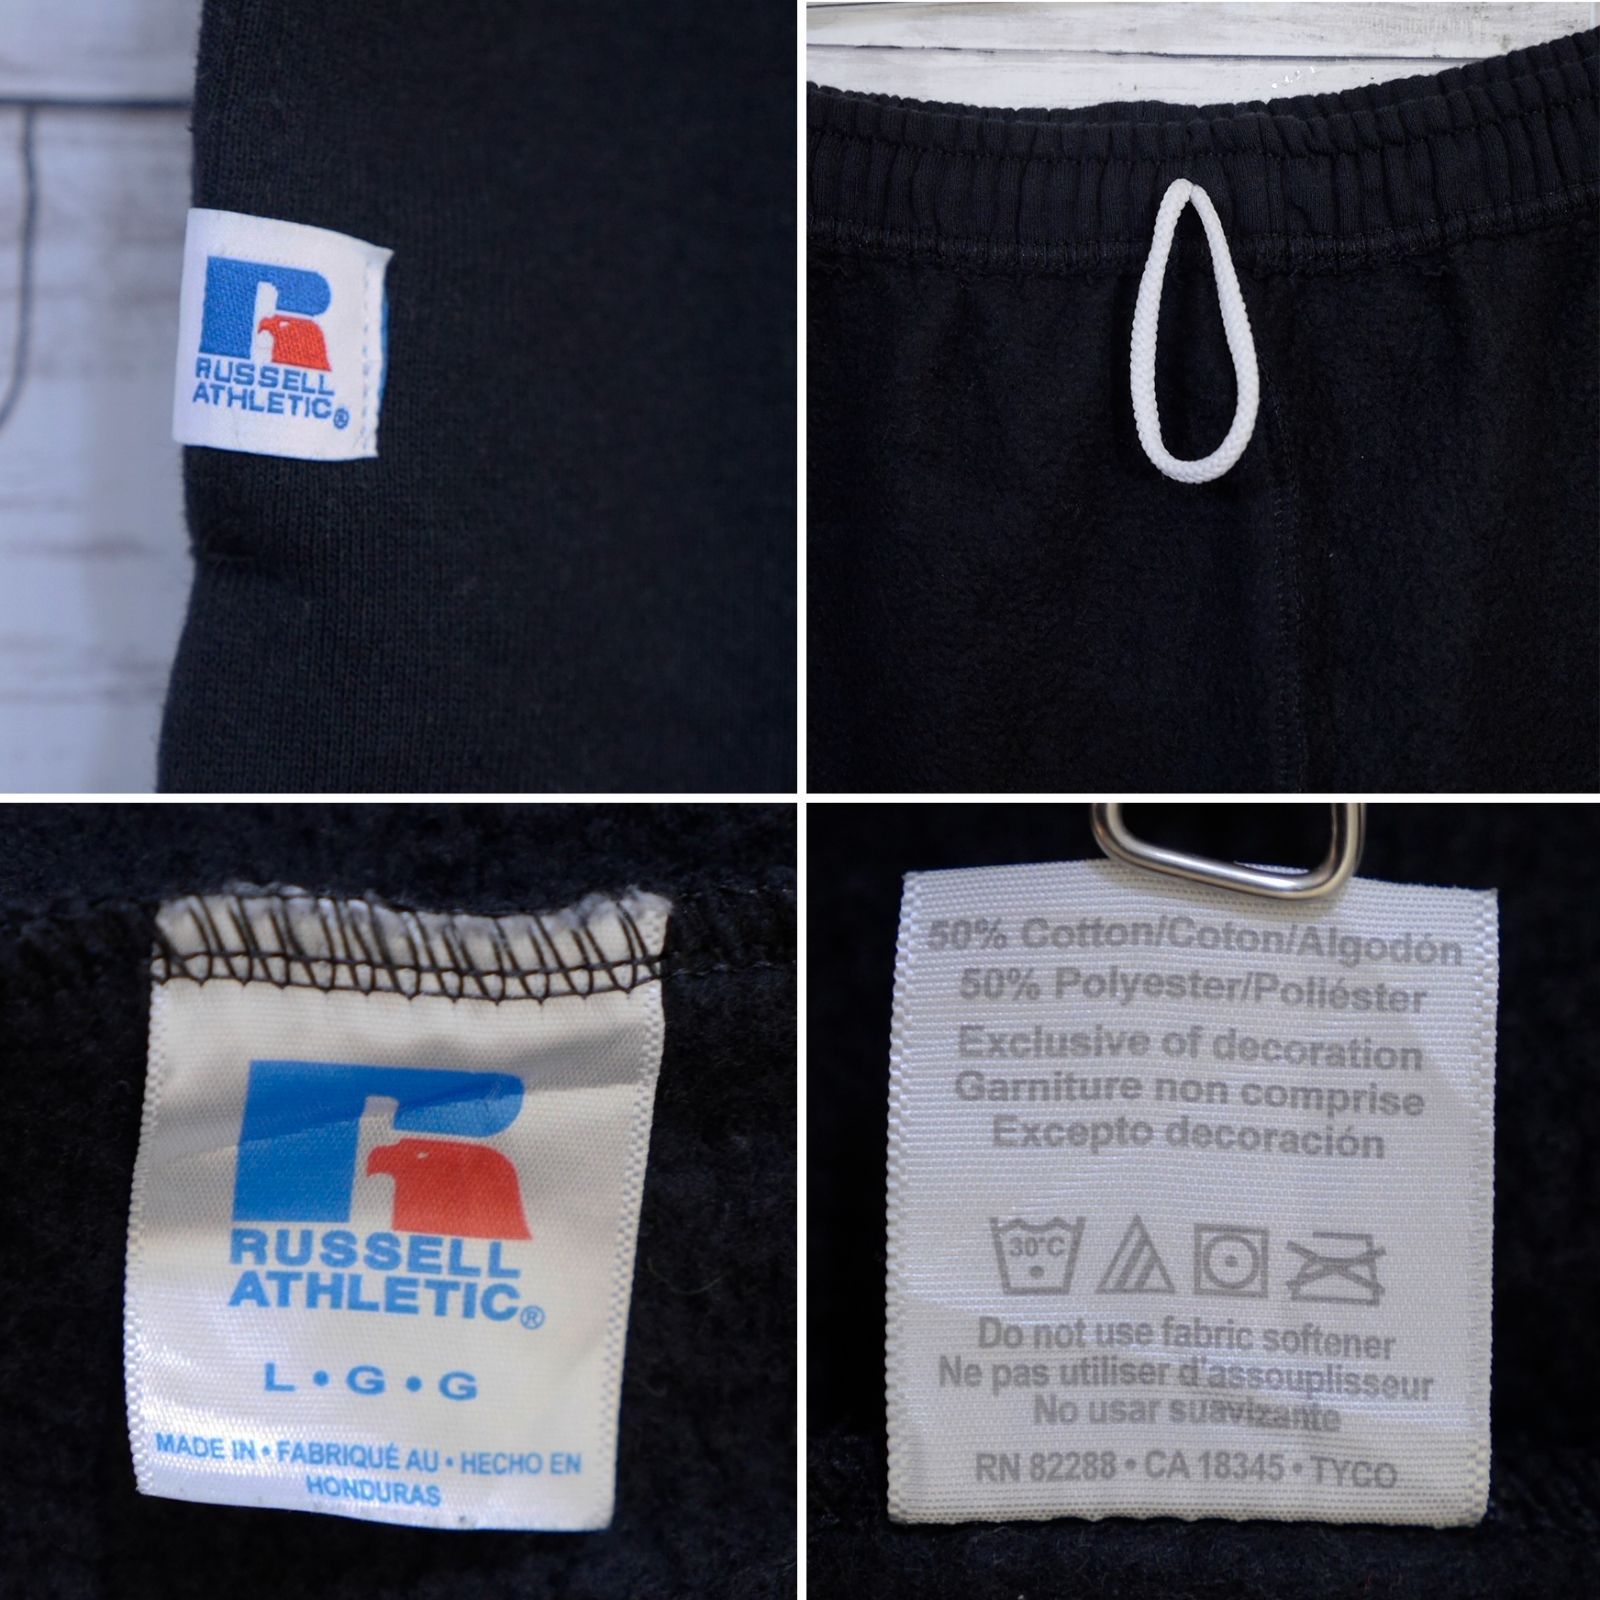 RUSSELL
ATHLETIC®
RUSSELL
ATHLETIC®
L • G • G
MADE IN • FABRIQUÉ AU • HECHO EN
HONDURAS
50% Cotton/Coton/Algodón
50% Polyester/Poliéster
Exclusive of decoration
Garniture non comprise
Excepto decoración
30°C
Do not use fabric softener
Ne pas utiliser d'assouplisseur
No usar suavizante
RN 82288 • CA 18345 • TYCO